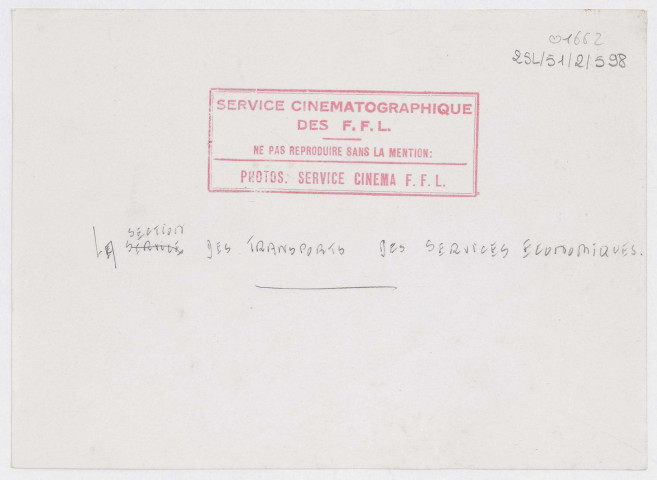 01662
2SL/51/2/598
SERVICE CINEMATOGRAPHIQUE
DES F.F.L.
NE PAS REPRODUIRE SANS LA MENTION:
PHOTOS. SERVICE CINEMA F.F.L.
SECTION
LA SERVICE DES TRANSPORTS DES SERVICES ECONOMIQUES.